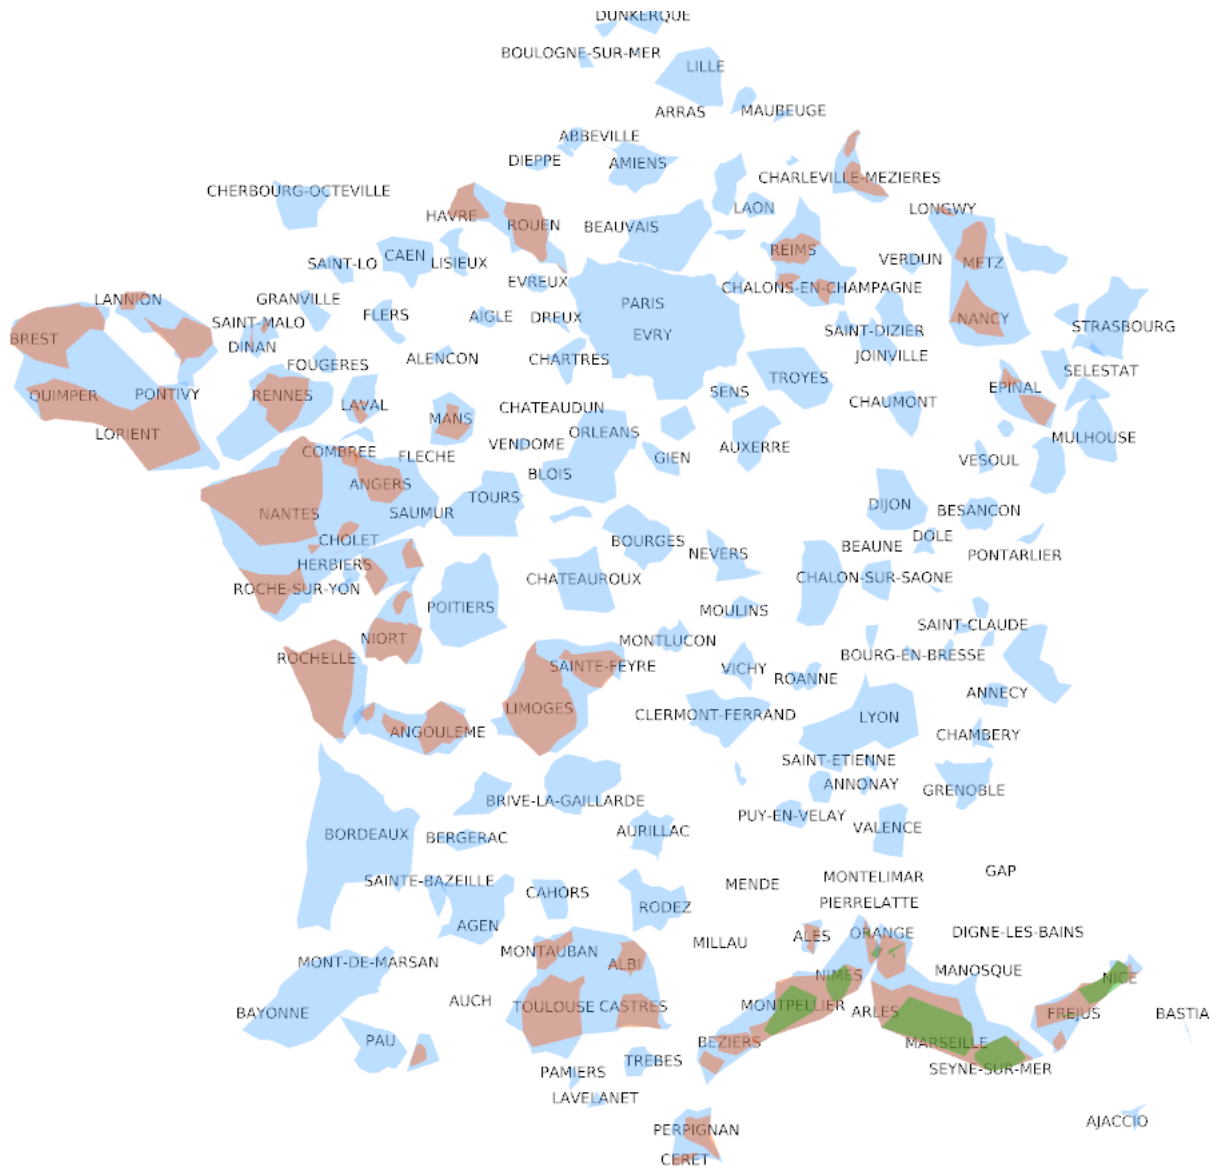 DUNKERQUE
BOULOGNE-SUR-MER
LILLE
ARRAS
MAUBEUGE
ABBEVILLE
DIEPPE
AMIENS
CHARLEVILLE-MEZIERES
CHERBOURG-OCTEVILLE
LAON
LONGWY
HAVRE
ROUEN
BEAUVAIS
REIMS
CAEN
SAINT-LO
LISIEUX
VERDUN
METZ
EVREUX
CHALONS-EN-CHAMPAGNE
LANNION
GRANVILLE
PARIS
SAINT-MALO
FLERS
AIGLE
DREUX
NANCY
STRASBOURG
BREST
DINAN
EVRY
SAINT-DIZIER
FOUGERES
ALENCON
CHARTRES
JOINVILLE
SELESTAT
QUIMPER
PONTIVY
RENNES
TROYES
SENS
EPINAL
LAVAL
CHATEAUDUN
CHAUMONT
MANS
LORIENT
ORLEANS
MULHOUSE
VENDOME
AUXERRE
COMBREE
FLECHE
GIEN
VESOUL
BLOIS
ANGERS
TOURS
NANTES
SAUMUR
DIJON
BESANCON
CHOLET
BOURGES
DOLE
BEAUNE
NEVERS
PONTARLIER
HERBIERS
CHATEAUROUX
CHALON-SUR-SAONE
ROCHE-SUR-YON
POITIERS
MOULINS
SAINT-CLAUDE
NIORT
MONTLUCON
ROCHELLE
SAINTE-FEYRE
BOURG-EN-BRESSE
VICHY
ROANNE
ANNECY
LIMOGES
CLERMONT-FERRAND
LYON
ANGOULEME
CHAMBERY
SAINT-ETIENNE
ANNONAY
GRENOBLE
BRIVE-LA-GAILLARDE
PUY-EN-VELAY
BORDEAUX
BERGERAC
AURILLAC
VALENCE
GAP
SAINTE-BAZEILLE
CAHORS
MENDE
MONTELIMAR
PIERRELATTE
RODEZ
AGEN
MILLAU
ALES
ORANGE
DIGNE-LES-BAINS
MONTAUBAN
MONT-DE-MARSAN
ALBI
NIMES
MANOSQUE
NICE
AUCH
TOULOUSE
CASTRES
MONTPELLIER
ARLES
FREJUS
BASTIA
BAYONNE
PAU
BEZIERS
MARSEILLE
TREBES
PAMIERS
SEYNE-SUR-MER
LAVELANET
AJACCIO
PERPIGNAN
CERET